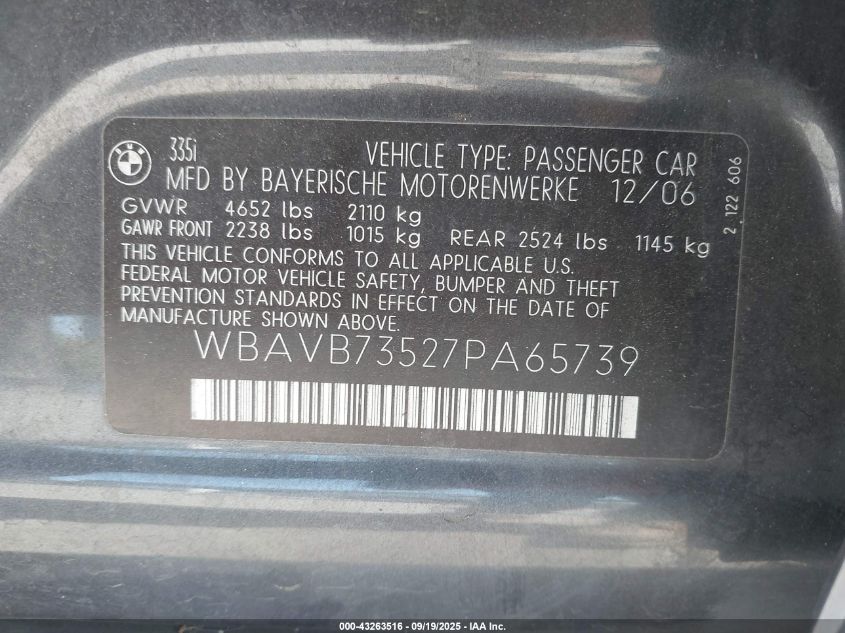 BMW
335i
VEHICLE TYPE: PASSENGER CAR
MFD BY BAYERISCHE MOTORENWERKE 12/06
GVWR 4652 lbs 2110 kg
GAWR FRONT 2238 lbs 1015 kg REAR 2524 lbs 1145 kg
THIS VEHICLE CONFORMS TO ALL APPLICABLE U.S.
FEDERAL MOTOR VEHICLE SAFETY, BUMPER AND THEFT
PREVENTION STANDARDS IN EFFECT ON THE DATE OF
MANUFACTURE SHOWN ABOVE.
WBAVB73527PA65739
2 122 606
000-43263516 - 09/19/2025 - IAA Inc.